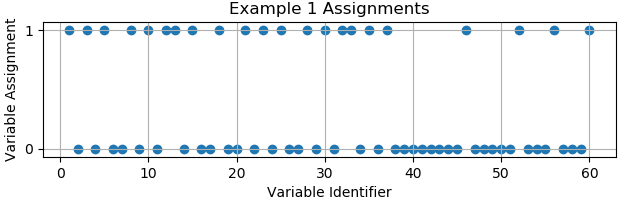 Example 1 Assignments
Variable Assignment
1
0
0 10 20 30 40 50 60
Variable Identifier